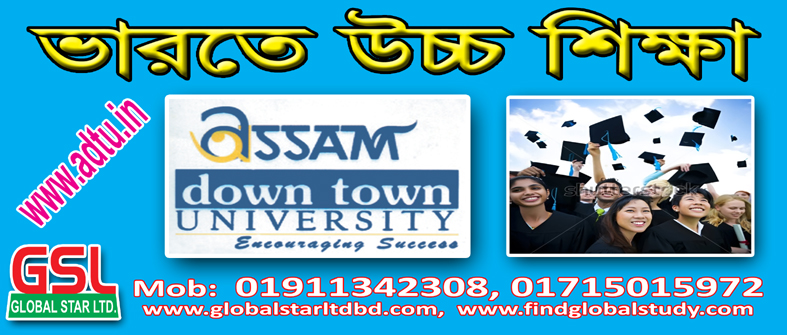 ভারতে উচ্চ শিক্ষা
www.adtu.in
assam
down town
UNIVERSITY
Encouraging Success
shutterstock
GSL
GLOBAL STAR LTD.
Mob: 01911342308, 01715015972
www.globalstarltdbd.com, www.findglobalstudy.com